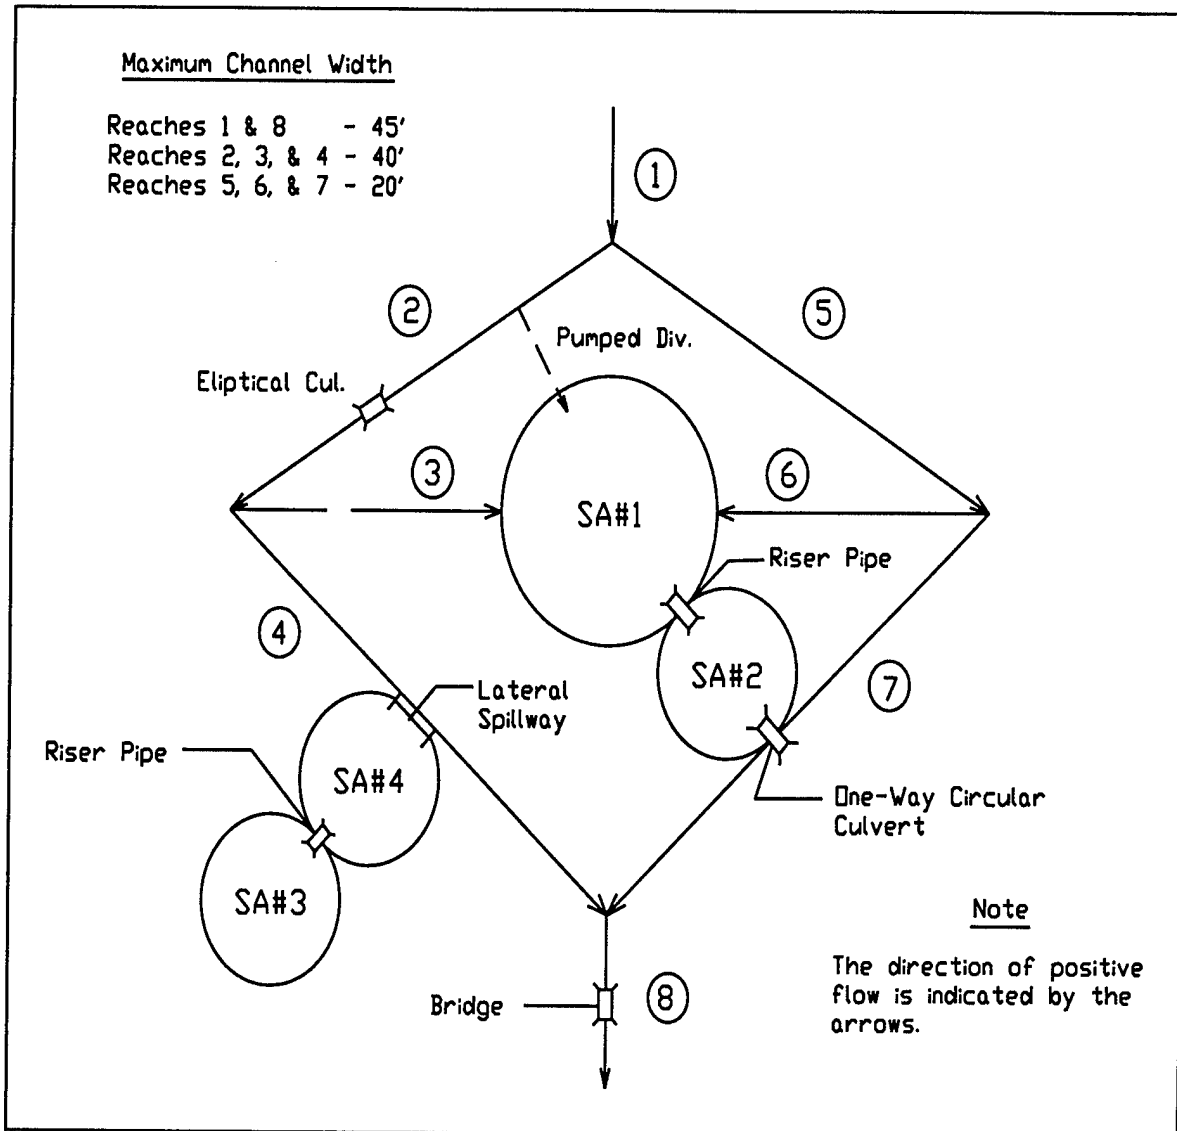 Maximum Channel Width
Reaches 1 & 8 - 45'
Reaches 2, 3, & 4 - 40'
Reaches 5, 6, & 7 - 20'
1
2
5
Pumped Div.
Eliptical Cul.
3
6
SA#1
Riser Pipe
4
SA#2
7
Lateral
Spillway
Riser Pipe
SA#4
One-Way Circular
Culvert
SA#3
Note
The direction of positive
flow is indicated by the
arrows.
Bridge
8